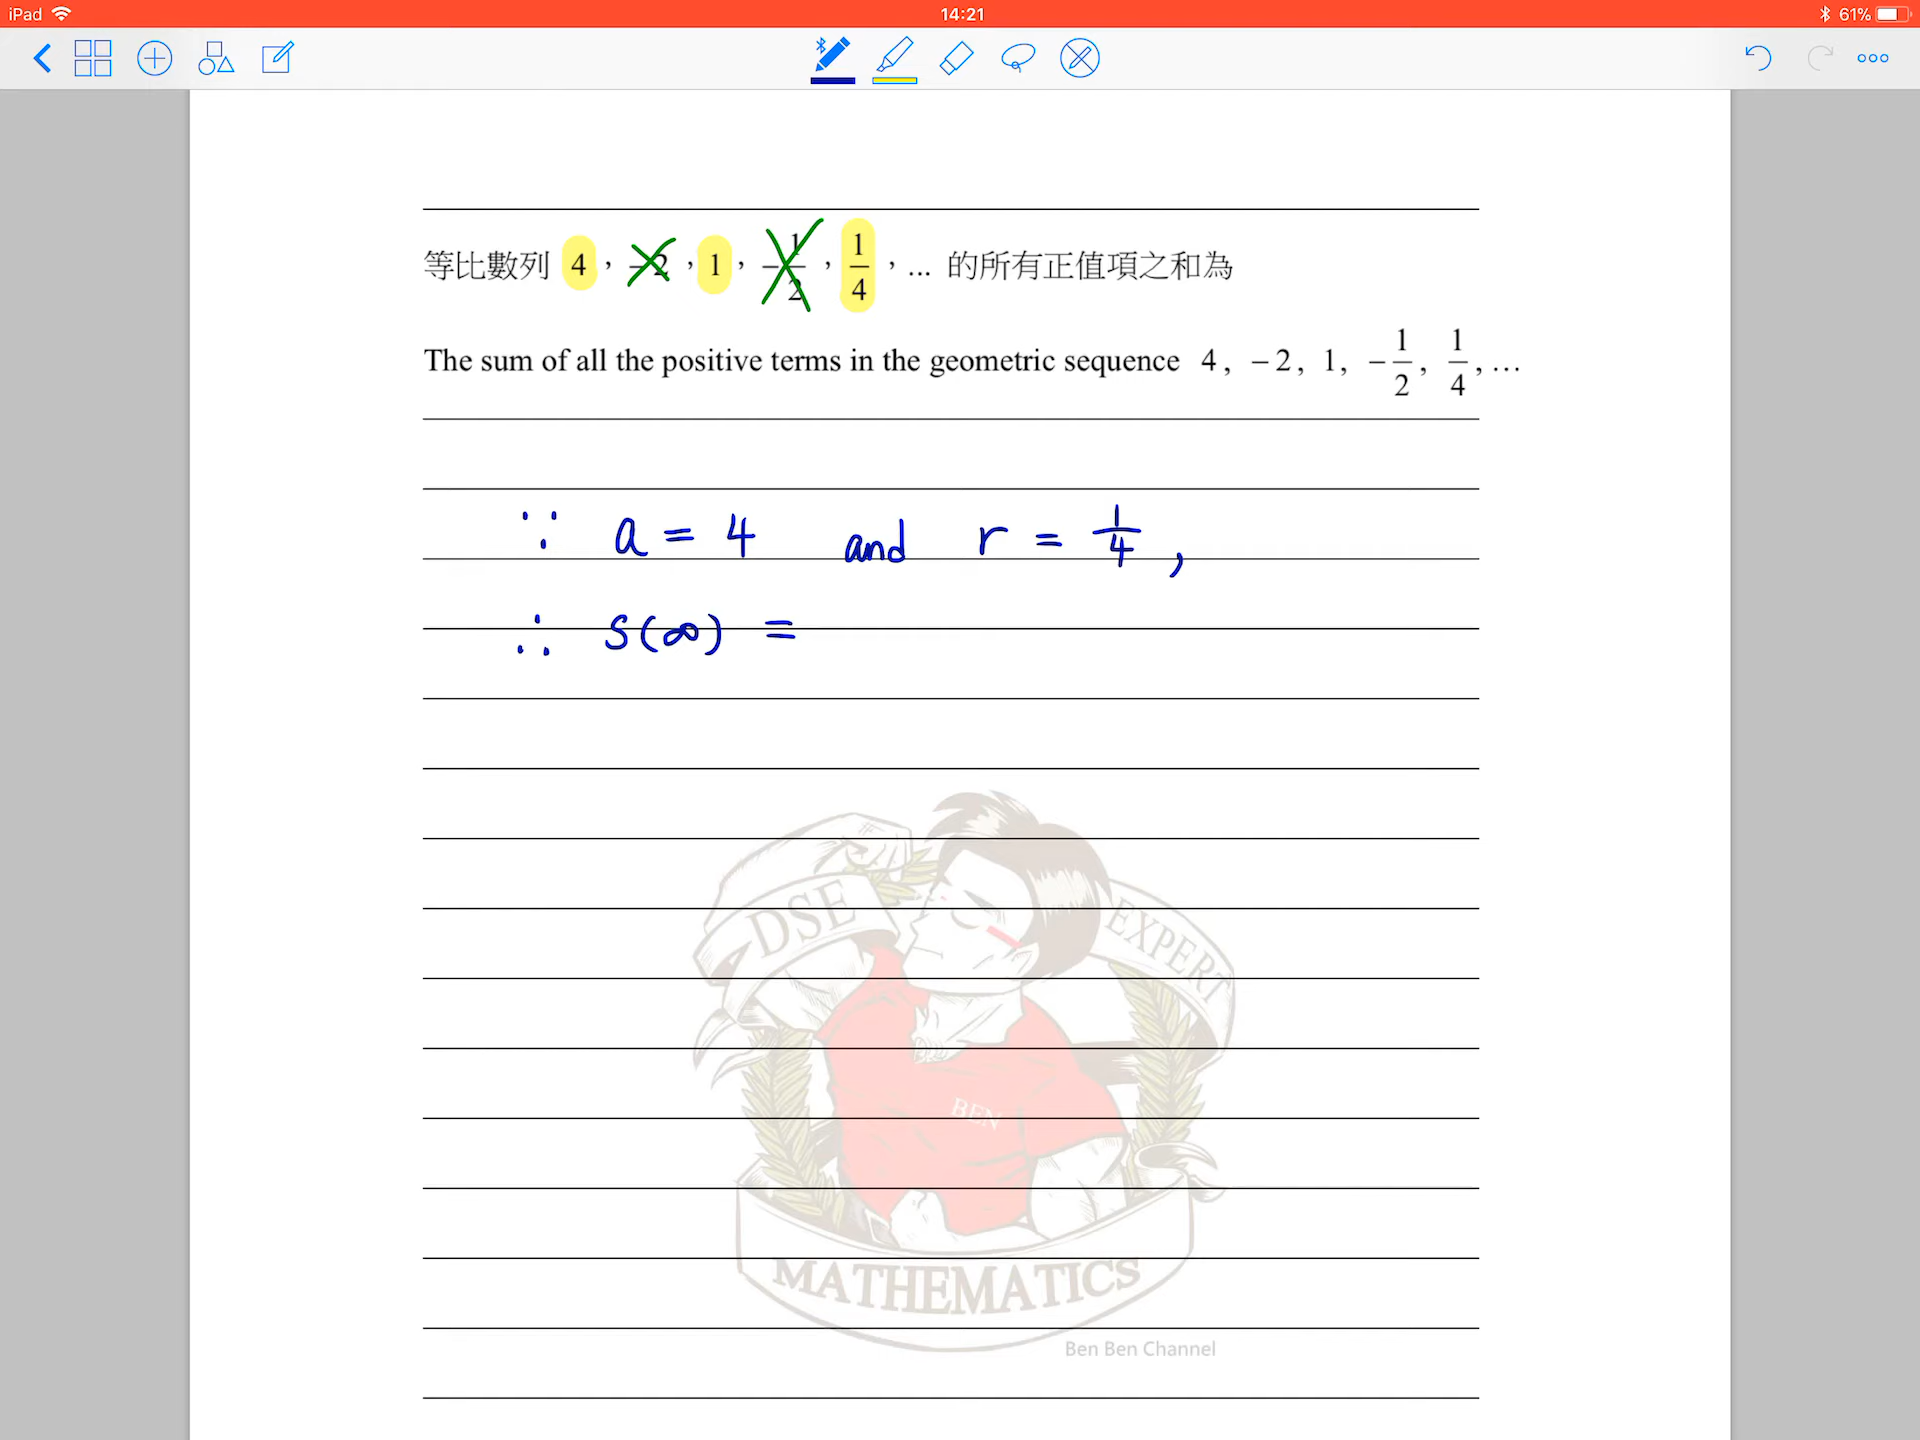 iPad 14:21 61%
等比數列 4，−2，1，−1/2，1/4，... 的所有正值項之和為
The sum of all the positive terms in the geometric sequence 4, −2, 1, −1/2, 1/4, ...
∵ a = 4 and r = 1/4,
∴ S(∞) =
DSE EXPERT
BEN
MATHEMATICS
Ben Ben Channel